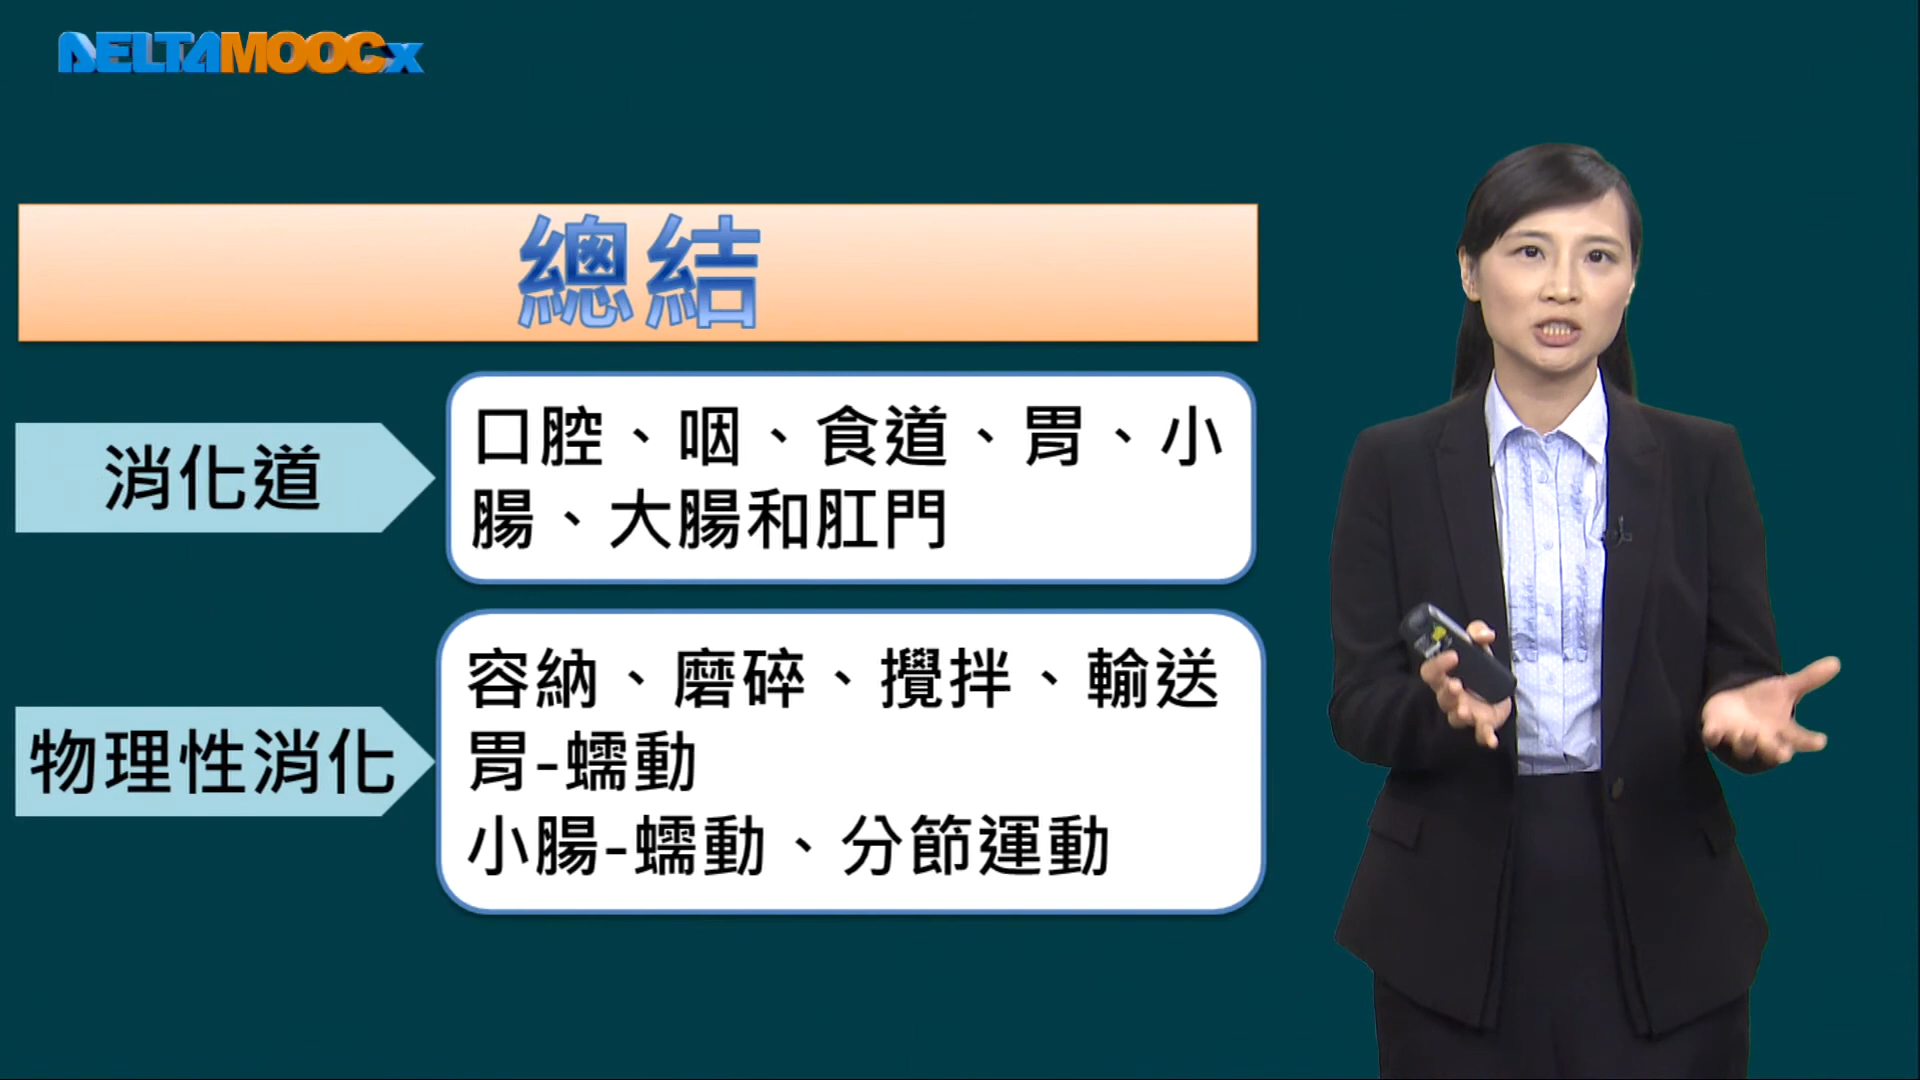 DELTAMOOCx
總結
消化道
口腔、咽、食道、胃、小
腸、大腸和肛門
物理性消化
容納、磨碎、攪拌、輸送
胃-蠕動
小腸-蠕動、分節運動